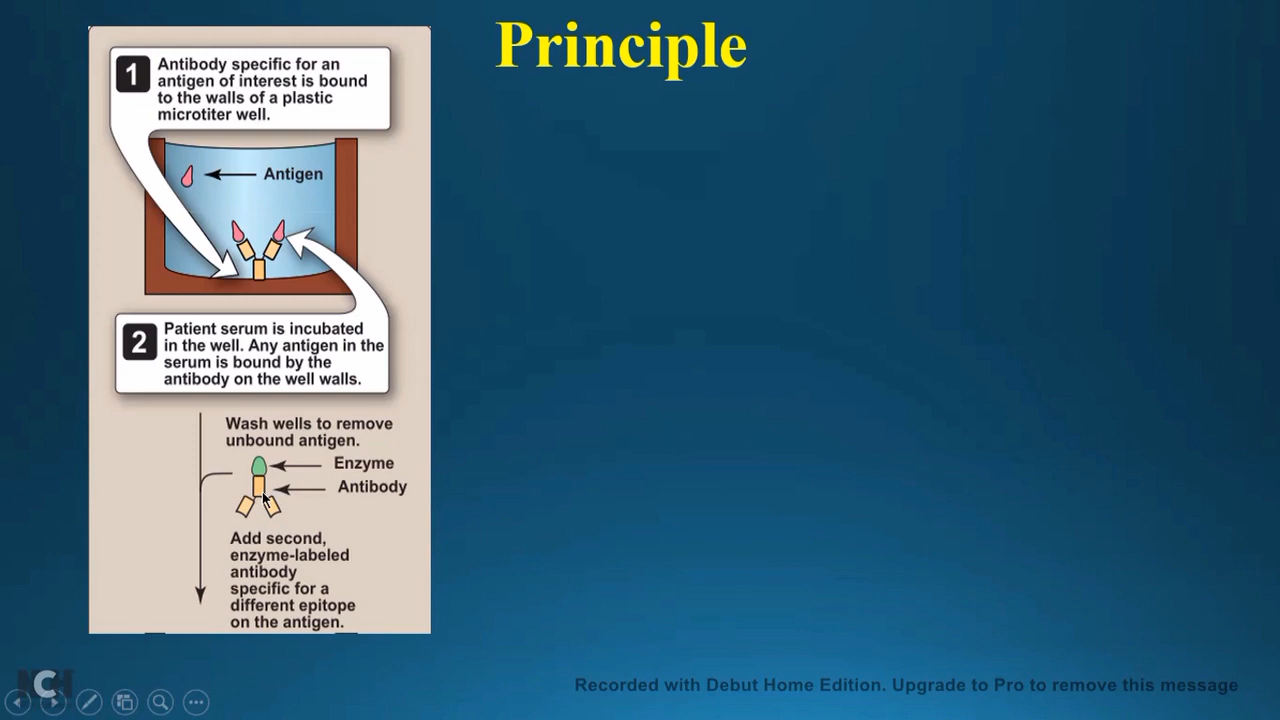 Principle
1
Antibody specific for an
antigen of interest is bound
to the walls of a plastic
microtiter well.
Antigen
2
Patient serum is incubated
in the well. Any antigen in the
serum is bound by the
antibody on the well walls.
Wash wells to remove
unbound antigen.
Enzyme
Antibody
Add second,
enzyme-labeled
antibody
specific for a
different epitope
on the antigen.
Recorded with Debut Home Edition. Upgrade to Pro to remove this message